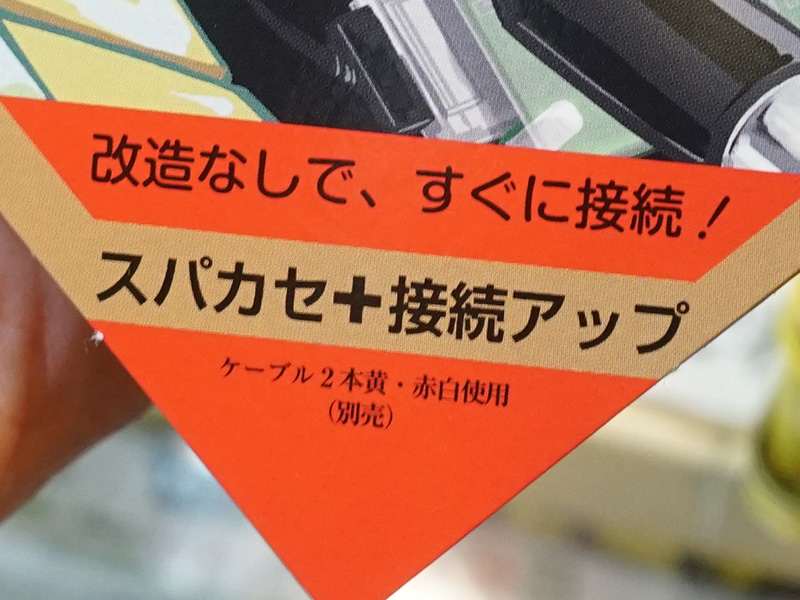 改造なしで、すぐに接続！
スパカセ+接続アップ
ケーブル2本黄・赤白使用
（別売）